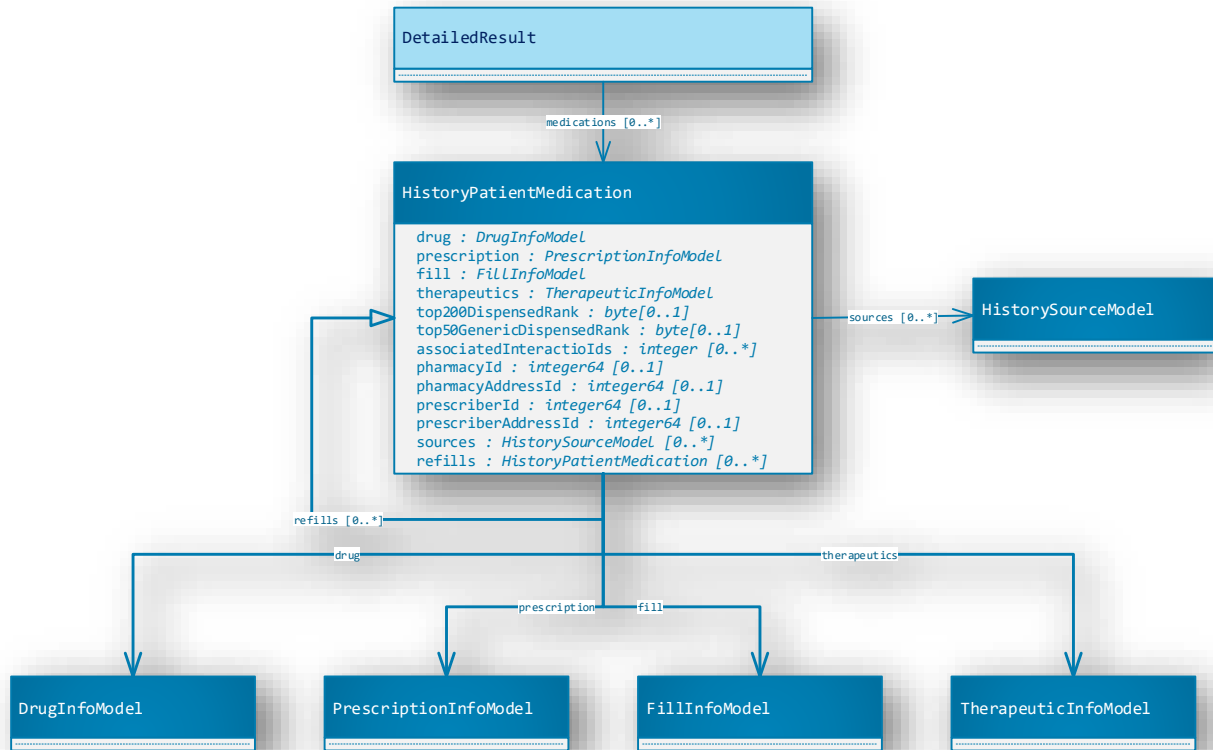 DetailedResult
medications [0..*]
HistoryPatientMedication
drug : DrugInfoModel
prescription : PrescriptionInfoModel
fill : FillInfoModel
therapeutics : TherapeuticInfoModel
top200DispensedRank : byte[0..1]
top50GenericDispensedRank : byte[0..1]
associatedInteractioIds : integer [0..*]
pharmacyId : integer64 [0..1]
pharmacyAddressId : integer64 [0..1]
prescriberId : integer64 [0..1]
prescriberAddressId : integer64 [0..1]
sources : HistorySourceModel [0..*]
refills : HistoryPatientMedication [0..*]
sources [0..*]
HistorySourceModel
refills [0..*]
drug
therapeutics
prescription
fill
DrugInfoModel
PrescriptionInfoModel
FillInfoModel
TherapeuticInfoModel